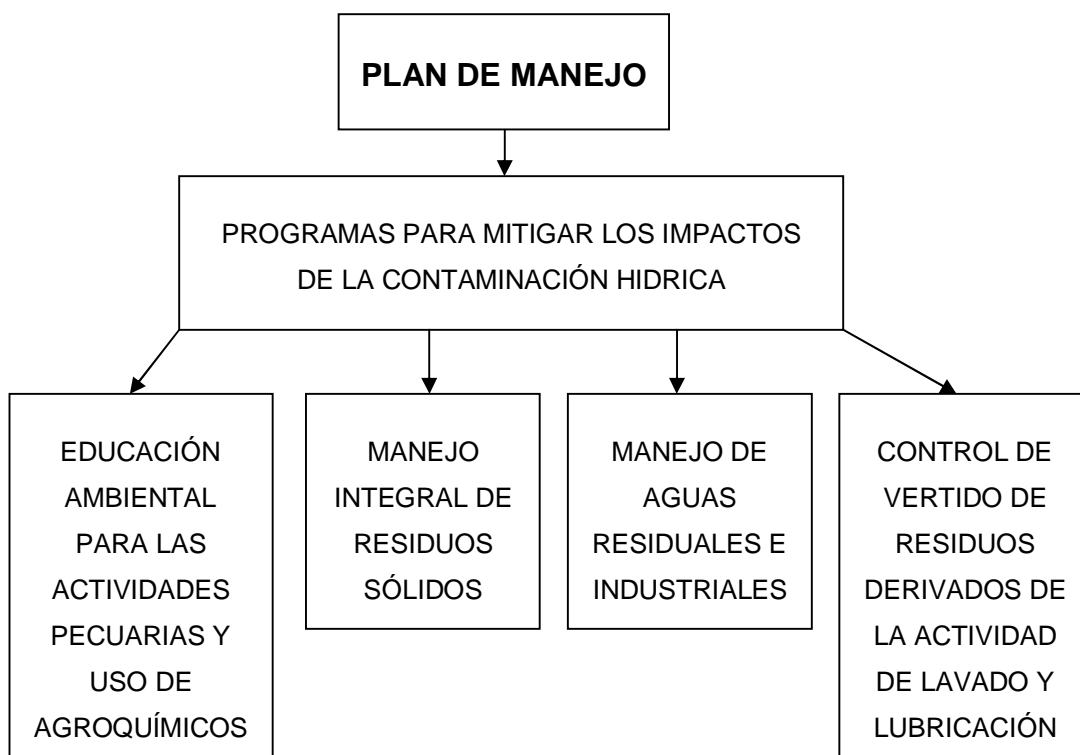 PLAN DE MANEJO
PROGRAMAS PARA MITIGAR LOS IMPACTOS
DE LA CONTAMINACIÓN HIDRICA
EDUCACIÓN
AMBIENTAL
PARA LAS
ACTIVIDADES
PECUARIAS Y
USO DE
AGROQUÍMICOS
MANEJO
INTEGRAL DE
RESIDUOS
SÓLIDOS
MANEJO DE
AGUAS
RESIDUALES E
INDUSTRIALES
CONTROL DE
VERTIDO DE
RESIDUOS
DERIVADOS DE
LA ACTIVIDAD
DE LAVADO Y
LUBRICACIÓN